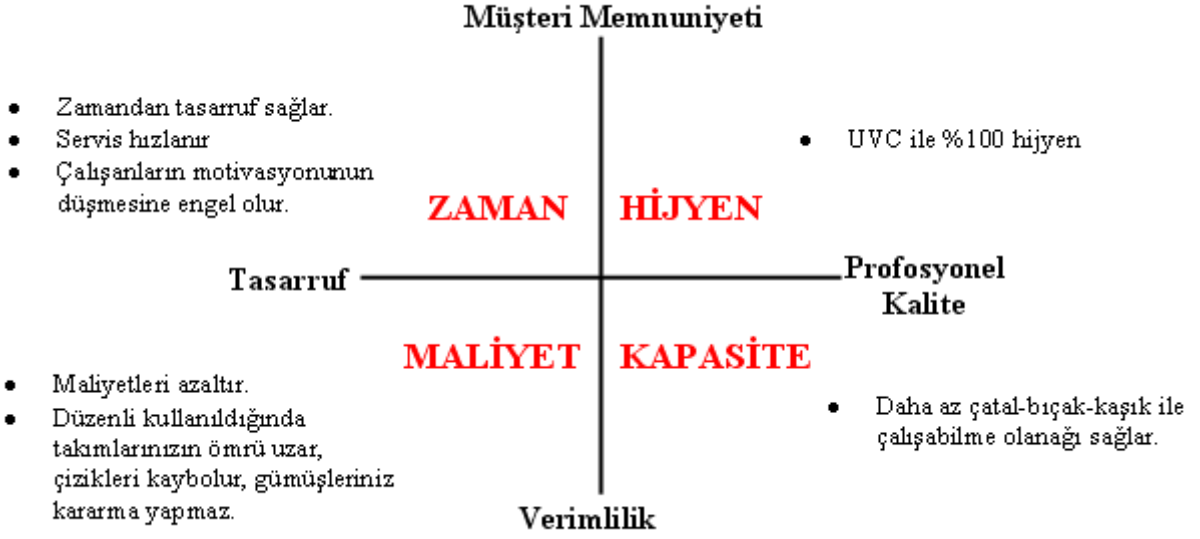 Müşteri Memnuniyeti
● Zamandan tasarruf sağlar.
● Servis hızlanır
● Çalışanların motivasyonunun
düşmesine engel olur.
● UVC ile %100 hijyen
ZAMAN
HİJYEN
Tasarruf
Profosyonel
Kalite
MALİYET
KAPASİTE
● Maliyetleri azaltır.
● Düzenli kullanıldığında
takımlarınızın ömrü uzar,
çizikleri kaybolur, gümüşleriniz
kararma yapmaz.
● Daha az çatal-bıçak-kaşık ile
çalışabilme olanağı sağlar.
Verimlilik